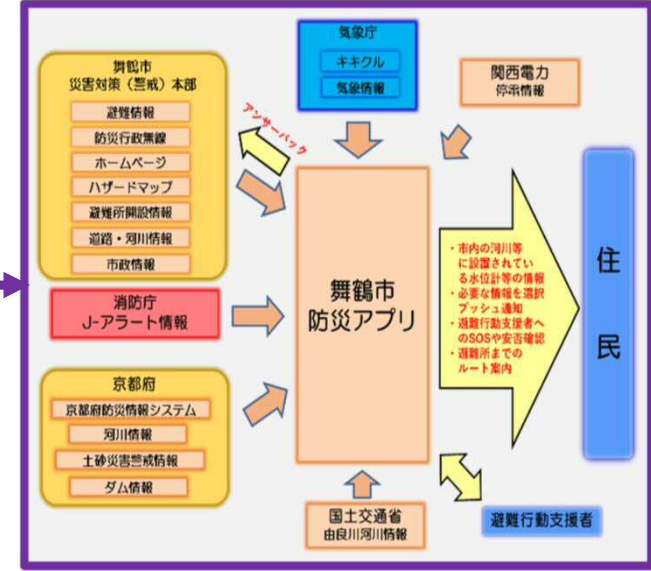 舞鶴市
災害対策（警戒）本部
避難情報
防災行政無線
ホームページ
ハザードマップ
避難所開設情報
道路・河川情報
市政情報
消防庁
J-アラート情報
京都府
京都府防災情報システム
河川情報
土砂災害警戒情報
ダム情報
アンサーバック
気象庁
キキクル
気象情報
関西電力
停電情報
舞鶴市
防災アプリ
国土交通省
由良川河川情報
・市内の河川等
に設置されてい
る水位計等の情報
・必要な情報を選択
プッシュ通知
・避難行動支援者へ
のSOSや安否確認
・避難所までの
ルート案内
避難行動支援者
住
民